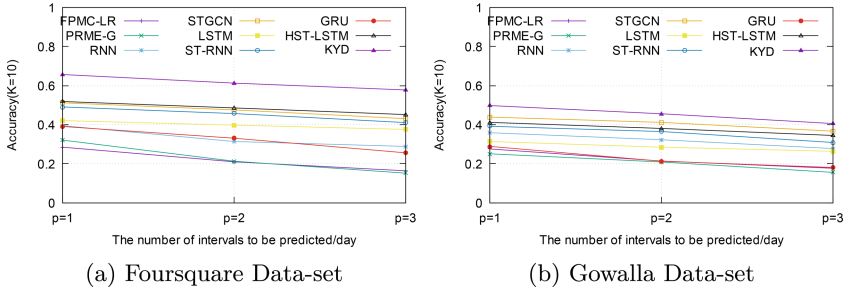 Accuracy(K=10)
1
0.8
0.6
0.4
0.2
0
FPMC-LR
PRME-G
RNN
STGCN
LSTM
ST-RNN
GRU
HST-LSTM
KYD
p=1 p=2 p=3
The number of intervals to be predicted/day
(a) Foursquare Data-set
Accuracy(K=10)
1
0.8
0.6
0.4
0.2
0
FPMC-LR
PRME-G
RNN
STGCN
LSTM
ST-RNN
GRU
HST-LSTM
KYD
p=1 p=2 p=3
The number of intervals to be predicted/day
(b) Gowalla Data-set